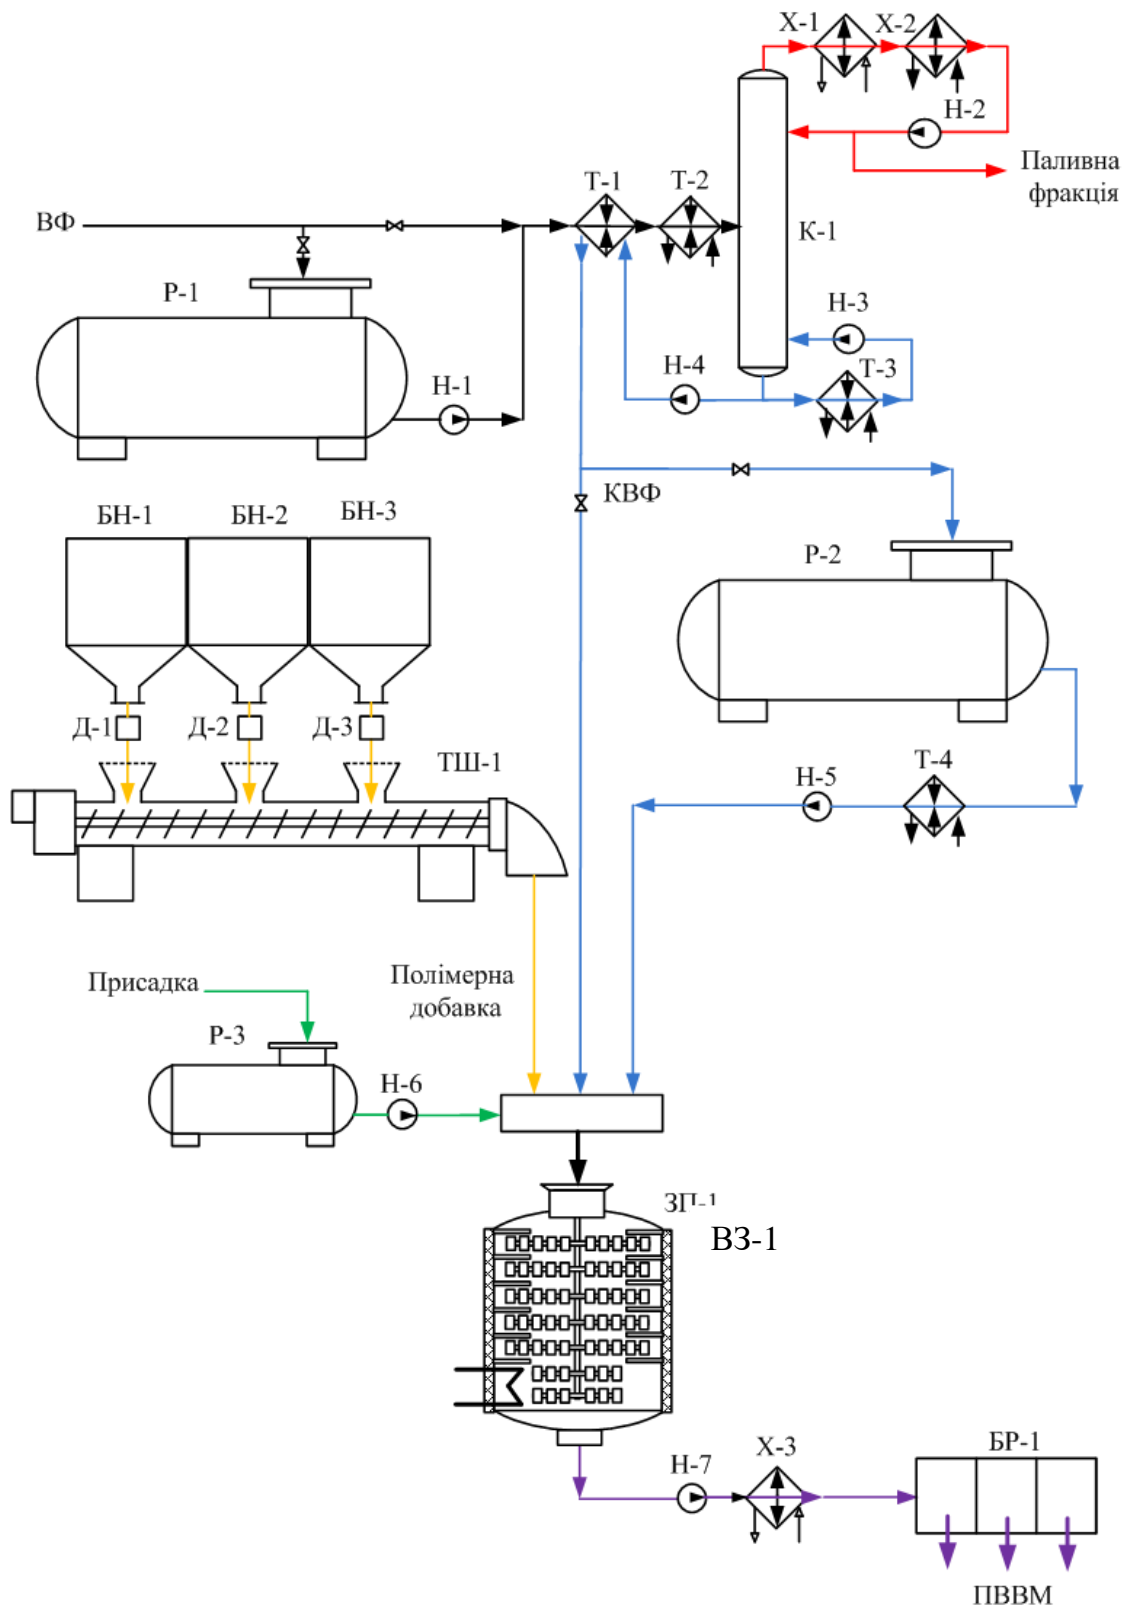 Х-1
Х-2
Н-2
Паливна
фракція
Т-1
Т-2
ВФ
К-1
Р-1
Н-3
Н-4
Т-3
Н-1
КВФ
БН-1
БН-2
БН-3
Р-2
Д-1
Д-2
Д-3
ТШ-1
Н-5
Т-4
Полімерна
добавка
Присадка
Р-3
Н-6
ЗП-1
ВЗ-1
Н-7
Х-3
БР-1
ПВВМ